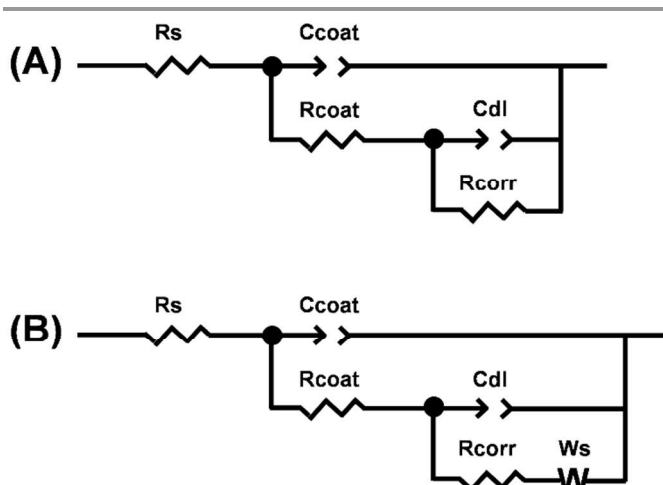 Rs
Ccoat
(A)
Rcoat
Cdl
Rcorr
Rs
Ccoat
(B)
Rcoat
Cdl
Rcorr
Ws
W